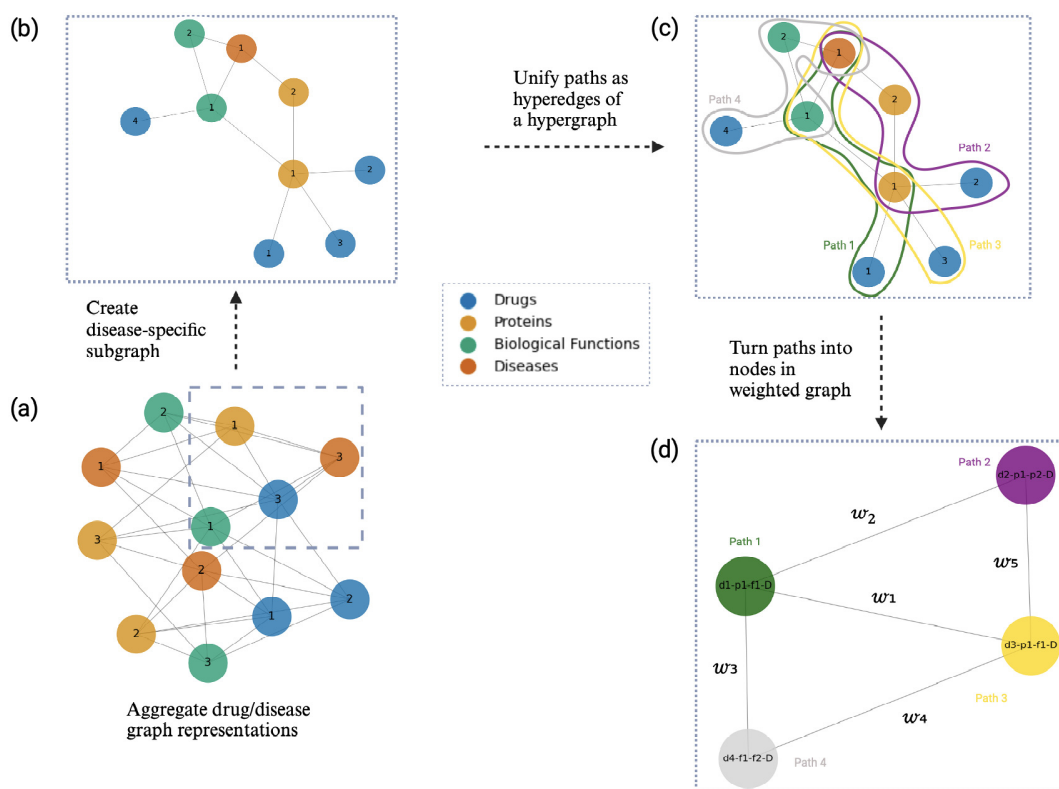 (b)
2
1
2
1
4
1
2
3
1
Create
disease-specific
subgraph
Unify paths as
hyperedges of
a hypergraph
(c)
2
1
2
Path 4
1
4
Path 2
1
2
Path 1
Path 3
3
1
Drugs
Proteins
Biological Functions
Diseases
Turn paths into
nodes in
weighted graph
(a)
2
1
1
3
3
1
3
2
2
1
2
3
Aggregate drug/disease
graph representations
(d)
Path 2
d2-p1-p2-D
w2
Path 1
w5
d1-p1-f1-D
w1
d3-p1-f1-D
w3
Path 3
w4
d4-f1-f2-D
Path 4